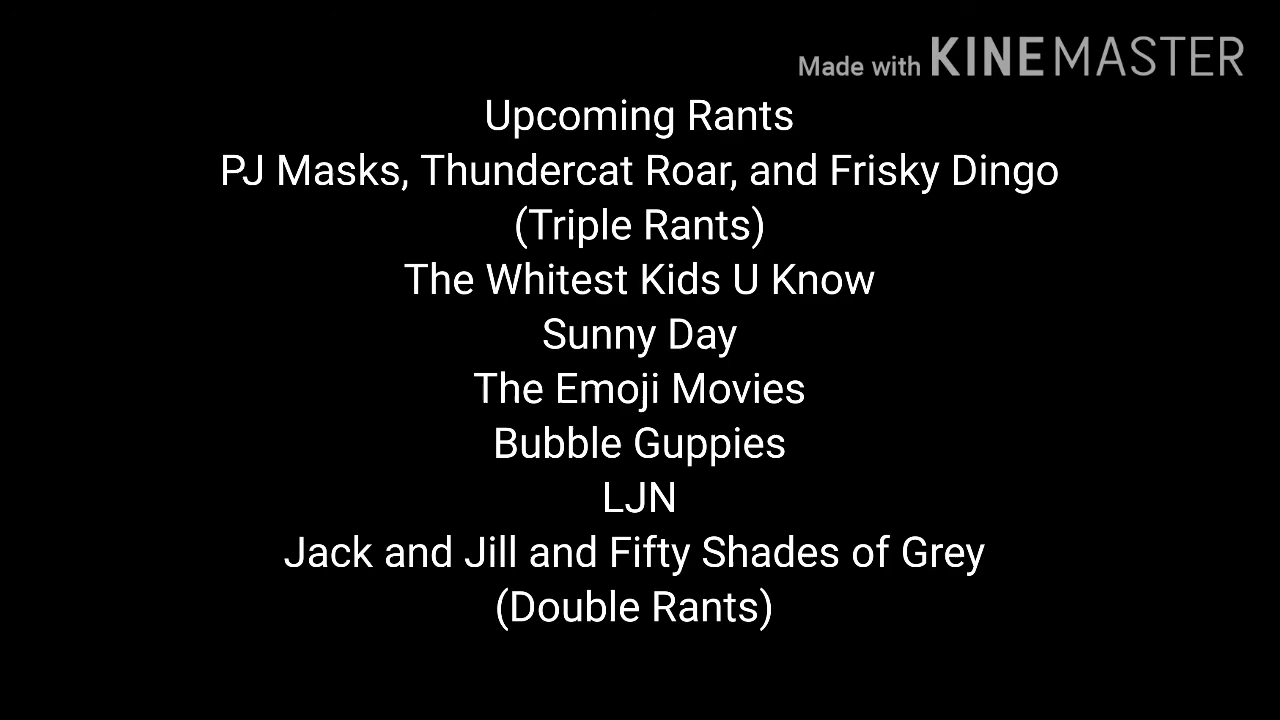 Made with KINEMASTER
Upcoming Rants
PJ Masks, Thundercat Roar, and Frisky Dingo
(Triple Rants)
The Whitest Kids U Know
Sunny Day
The Emoji Movies
Bubble Guppies
LJN
Jack and Jill and Fifty Shades of Grey
(Double Rants)